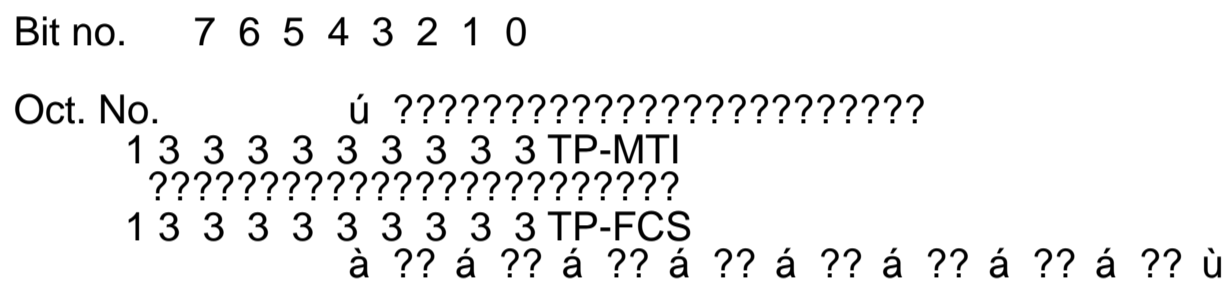 Bit no. 7 6 5 4 3 2 1 0
Oct. No. ú ????????????????????????
1 3 3 3 3 3 3 3 3 3 TP-MTI
????????????????????????
1 3 3 3 3 3 3 3 3 3 TP-FCS
à ?? á ?? á ?? á ?? á ?? á ?? á ?? á ?? ù